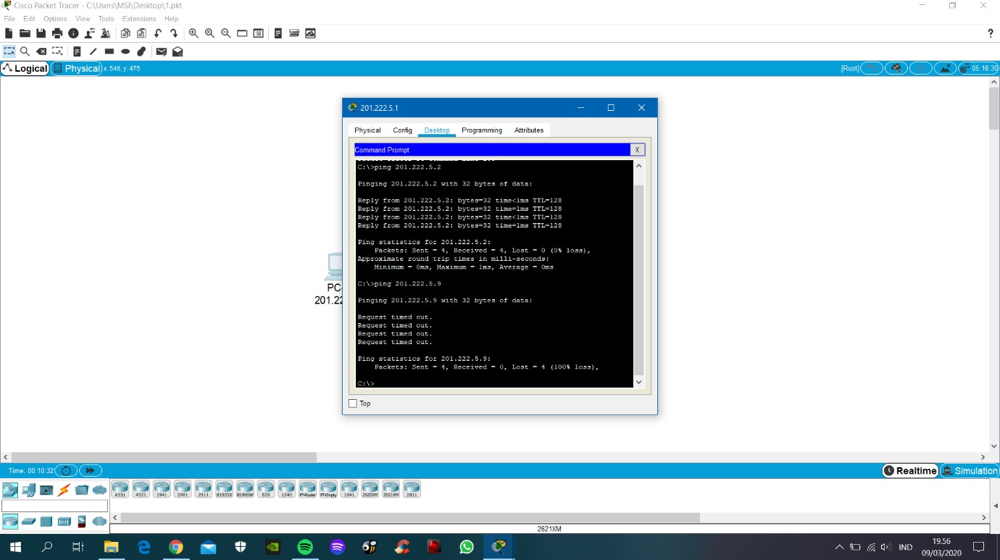 Cisco Packet Tracer - C:\Users\MSI\Desktop\1.pkt
File Edit Options View Tools Extensions Help
?
Logical Physical x: 546, y: 475 [Root] 05:16:30
201.222.5.1
Physical Config Desktop Programming Attributes
Command Prompt X
C:\>ping 201.222.5.2
Pinging 201.222.5.2 with 32 bytes of data:
Reply from 201.222.5.2: bytes=32 time<1ms TTL=128
Reply from 201.222.5.2: bytes=32 time=1ms TTL=128
Reply from 201.222.5.2: bytes=32 time<1ms TTL=128
Reply from 201.222.5.2: bytes=32 time=1ms TTL=128
Ping statistics for 201.222.5.2:
Packets: Sent = 4, Received = 4, Lost = 0 (0% loss),
Approximate round trip times in milli-seconds:
Minimum = 0ms, Maximum = 1ms, Average = 0ms
C:\>ping 201.222.5.9
Pinging 201.222.5.9 with 32 bytes of data:
Request timed out.
Request timed out.
Request timed out.
Request timed out.
Ping statistics for 201.222.5.9:
Packets: Sent = 4, Received = 0, Lost = 4 (100% loss),
C:\>
PC-
201.22
Top
Time: 00:10:32 Realtime Simulation
4331 4321 1941 2901 2911 819IOX 819HGW 829 1240 PT-Router PT-Empty 1841 2620XM 2621XM 2811
2621XM
IND
19.56
09/03/2020